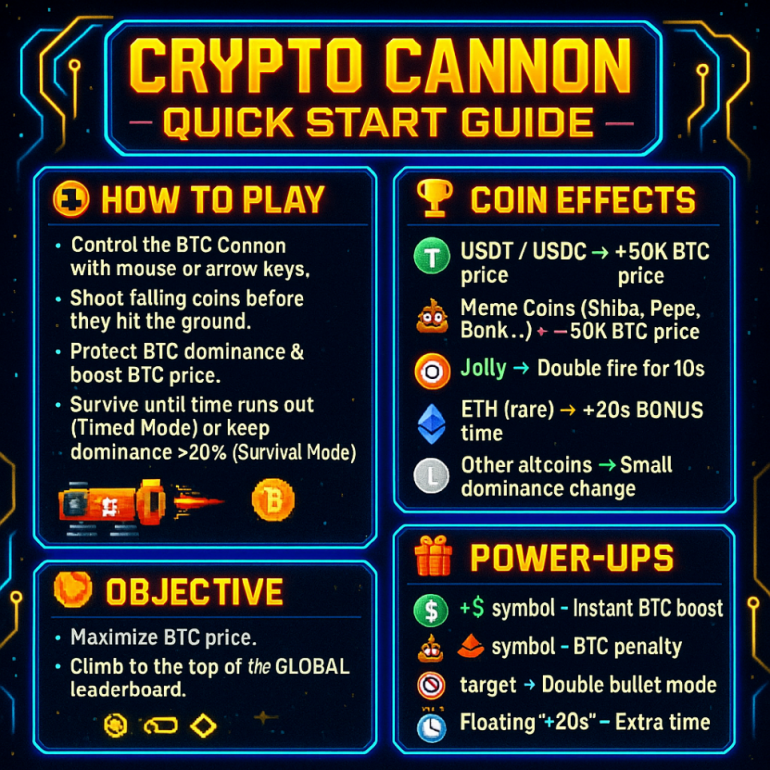 CRYPTO CANNON
– QUICK START GUIDE –
HOW TO PLAY
• Control the BTC Connon
with mouse or arrow keys,
• Shoot falling coins before
they hit the ground.
• Protect BTC dominance &
boost BTC price.
• Survive until time runs out
(Timed Mode) or keep
dominance >20% (Survival Mode)
B
OBJECTIVE
• Maximize BTC price.
• Climb to the top of the GLOBAL
leaderboard.
COIN EFFECTS
T USDT / USDC → +50K BTC
price price
Meme Coins (Shiba, Pepe,
Bonk..) + –50K BTC price
Jolly → Double fire for 10s
ETH (rare) → +20s BONUS
time
L Other altcoins → Small
dominance change
POWER-UPS
$ +$ symbol – Instant BTC boost
symbol – BTC penalty
target → Double bullet mode
Floating "+20s" – Extra time